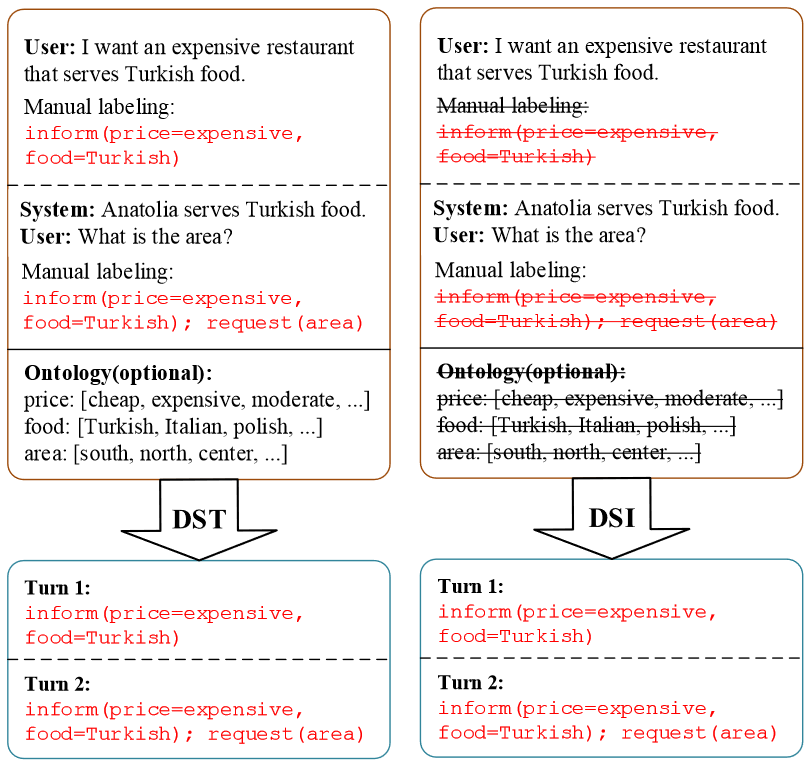 User: I want an expensive restaurant
that serves Turkish food.
Manual labeling:
inform(price=expensive,
food=Turkish)
System: Anatolia serves Turkish food.
User: What is the area?
Manual labeling:
inform(price=expensive,
food=Turkish); request(area)
Ontology(optional):
price: [cheap, expensive, moderate, ...]
food: [Turkish, Italian, polish, ...]
area: [south, north, center, ...]
DST
Turn 1:
inform(price=expensive,
food=Turkish)
Turn 2:
inform(price=expensive,
food=Turkish); request(area)
User: I want an expensive restaurant
that serves Turkish food.
Manual labeling:
inform(price=expensive,
food=Turkish)
System: Anatolia serves Turkish food.
User: What is the area?
Manual labeling:
inform(price=expensive,
food=Turkish); request(area)
Ontology(optional):
price: [cheap, expensive, moderate, ...]
food: [Turkish, Italian, polish, ...]
area: [south, north, center, ...]
DSI
Turn 1:
inform(price=expensive,
food=Turkish)
Turn 2:
inform(price=expensive,
food=Turkish); request(area)